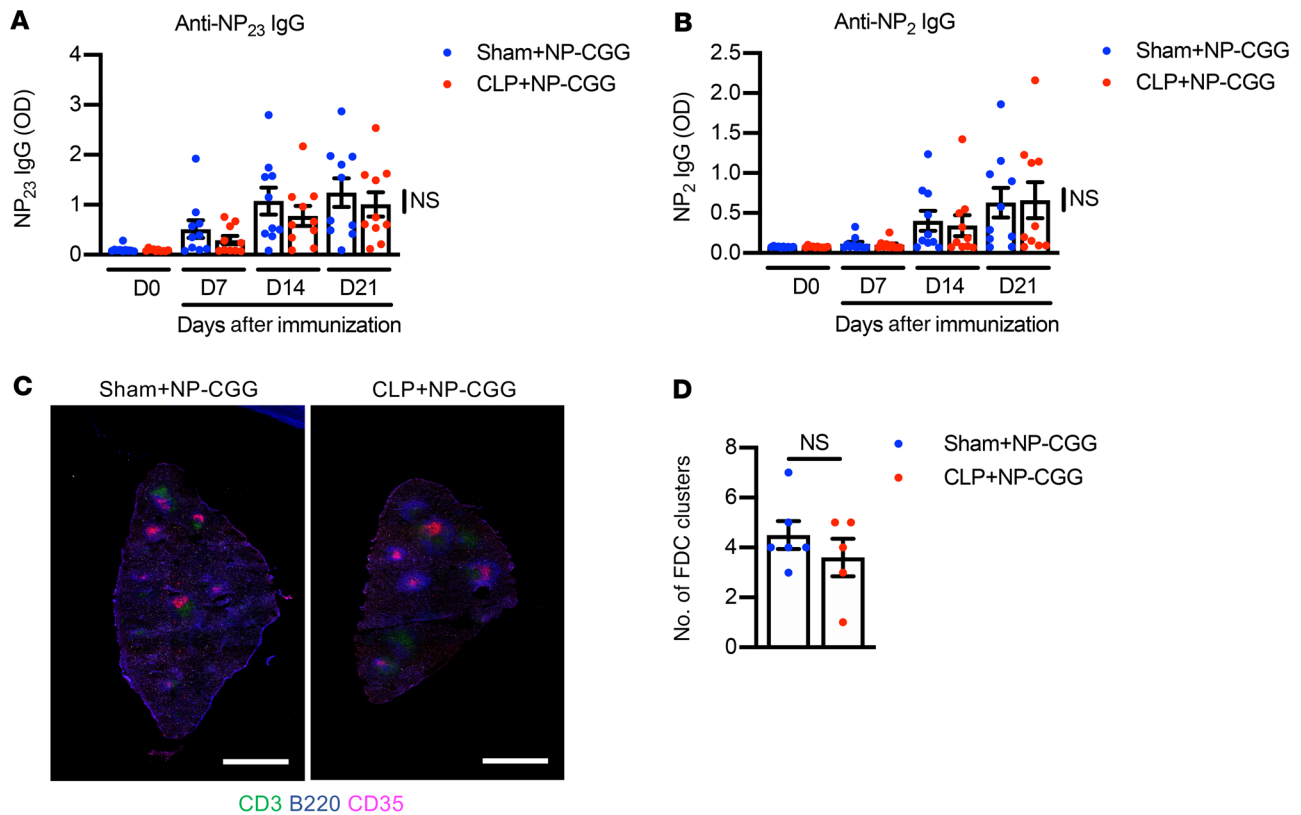 A
Anti-NP23 IgG
Sham+NP-CGG
CLP+NP-CGG
NP23 IgG (OD)
4
3
2
1
0
NS
D0 D7 D14 D21
Days after immunization
B
Anti-NP2 IgG
Sham+NP-CGG
CLP+NP-CGG
NP2 IgG (OD)
2.5
2.0
1.5
1.0
0.5
0.0
NS
D0 D7 D14 D21
Days after immunization
C
Sham+NP-CGG CLP+NP-CGG
CD3 B220 CD35
D
Sham+NP-CGG
CLP+NP-CGG
No. of FDC clusters
8
6
4
2
0
NS